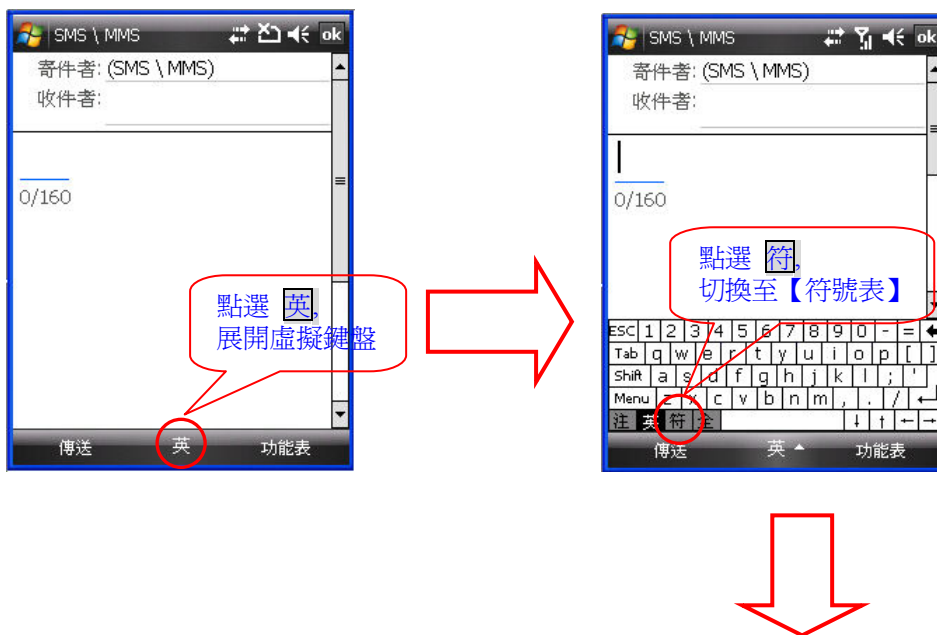 SMS \ MMS ok
寄件者: (SMS \ MMS)
收件者:
0/160
點選 英,
展開虛擬鍵盤
傳送 英 功能表
SMS \ MMS ok
寄件者: (SMS \ MMS)
收件者:
0/160
點選 符,
切換至【符號表】
ESC 1 2 3 4 5 6 7 8 9 0 - = ←
Tab q w e r t y u i o p [ ]
Shift a s d f g h j k l ; '
Menu z x c v b n m , . / ↵
注 英 符 全 ↓ ↑ ← →
傳送 英 功能表